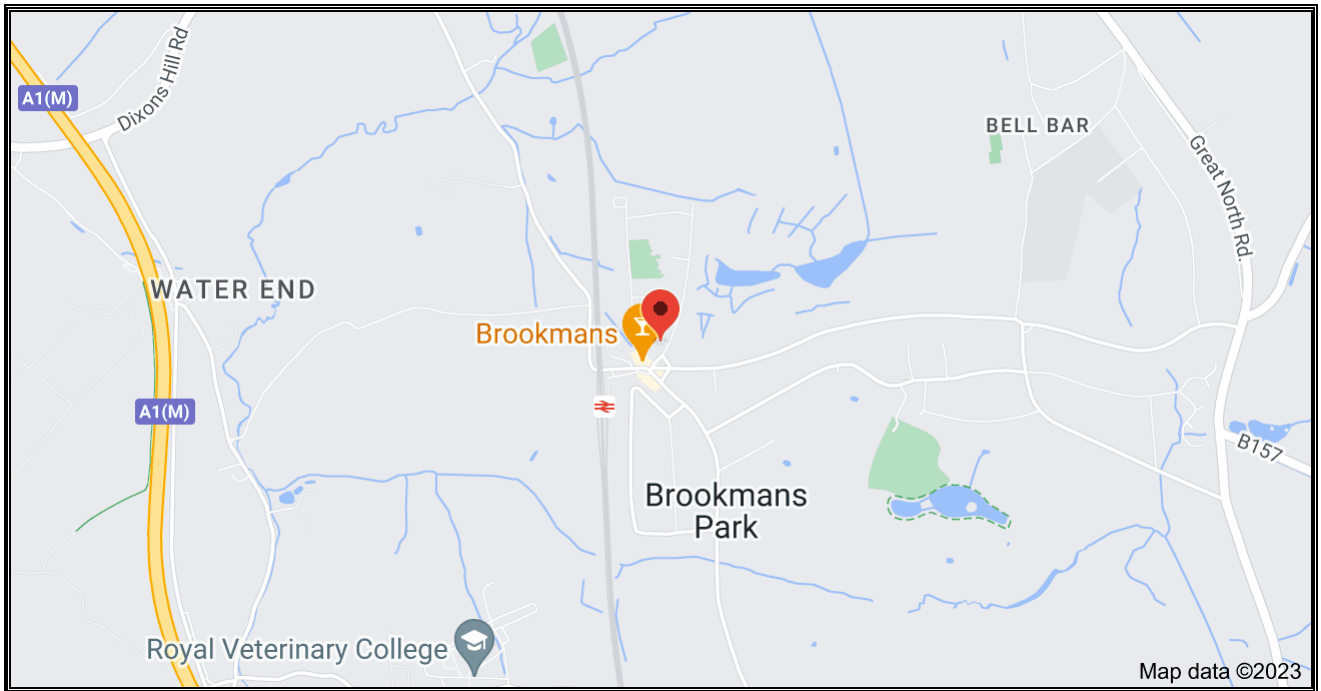 A1(M)
Dixons Hill Rd
BELL BAR
Great North Rd.
WATER END
Brookmans
A1(M)
B157
Brookmans
Park
Royal Veterinary College
Map data ©2023